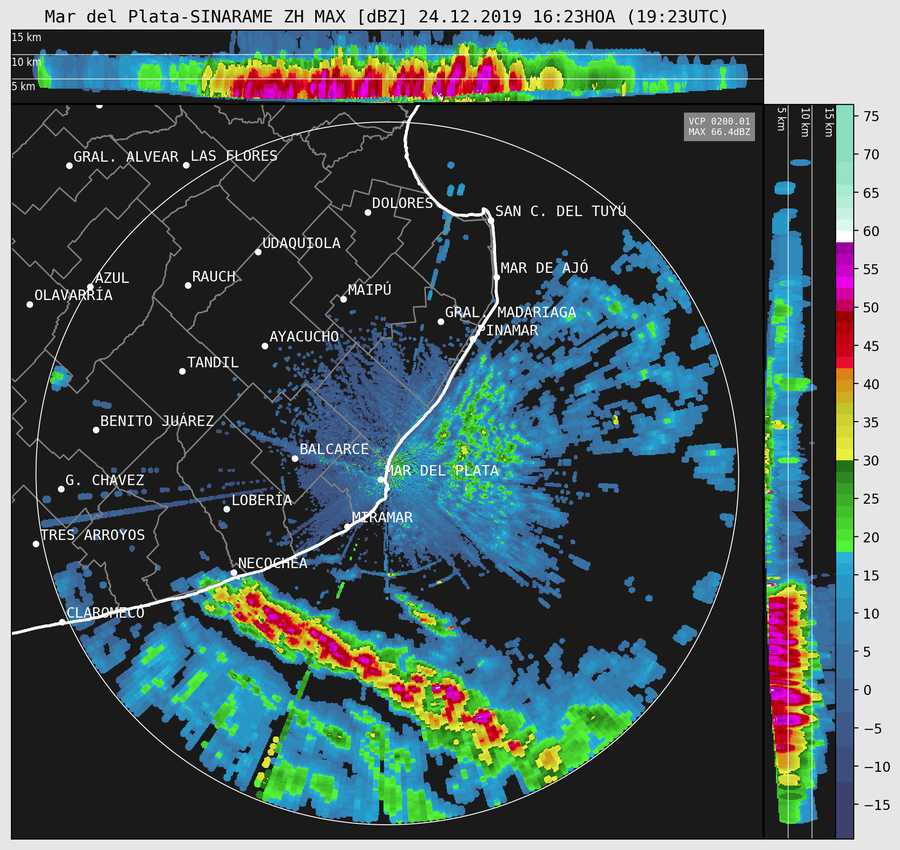 Mar del Plata-SINARAME ZH MAX [dBZ] 24.12.2019 16:23HOA (19:23UTC)
15 km
10 km
5 km
5 km
10 km
15 km
VCP 0200.01
MAX 66.4dBZ
GRAL. ALVEAR
LAS FLORES
DOLORES
SAN C. DEL TUYÚ
UDAQUIOLA
MAR DE AJÓ
AZUL
RAUCH
OLAVARRÍA
MAIPÚ
GRAL. MADARIAGA
PINAMAR
AYACUCHO
TANDIL
BENITO JUÁREZ
BALCARCE
MAR DEL PLATA
G. CHAVEZ
LOBERÍA
MIRAMAR
TRES ARROYOS
NECOCHEA
CLAROMECÓ
75
70
65
60
55
50
45
40
35
30
25
20
15
10
5
0
−5
−10
−15